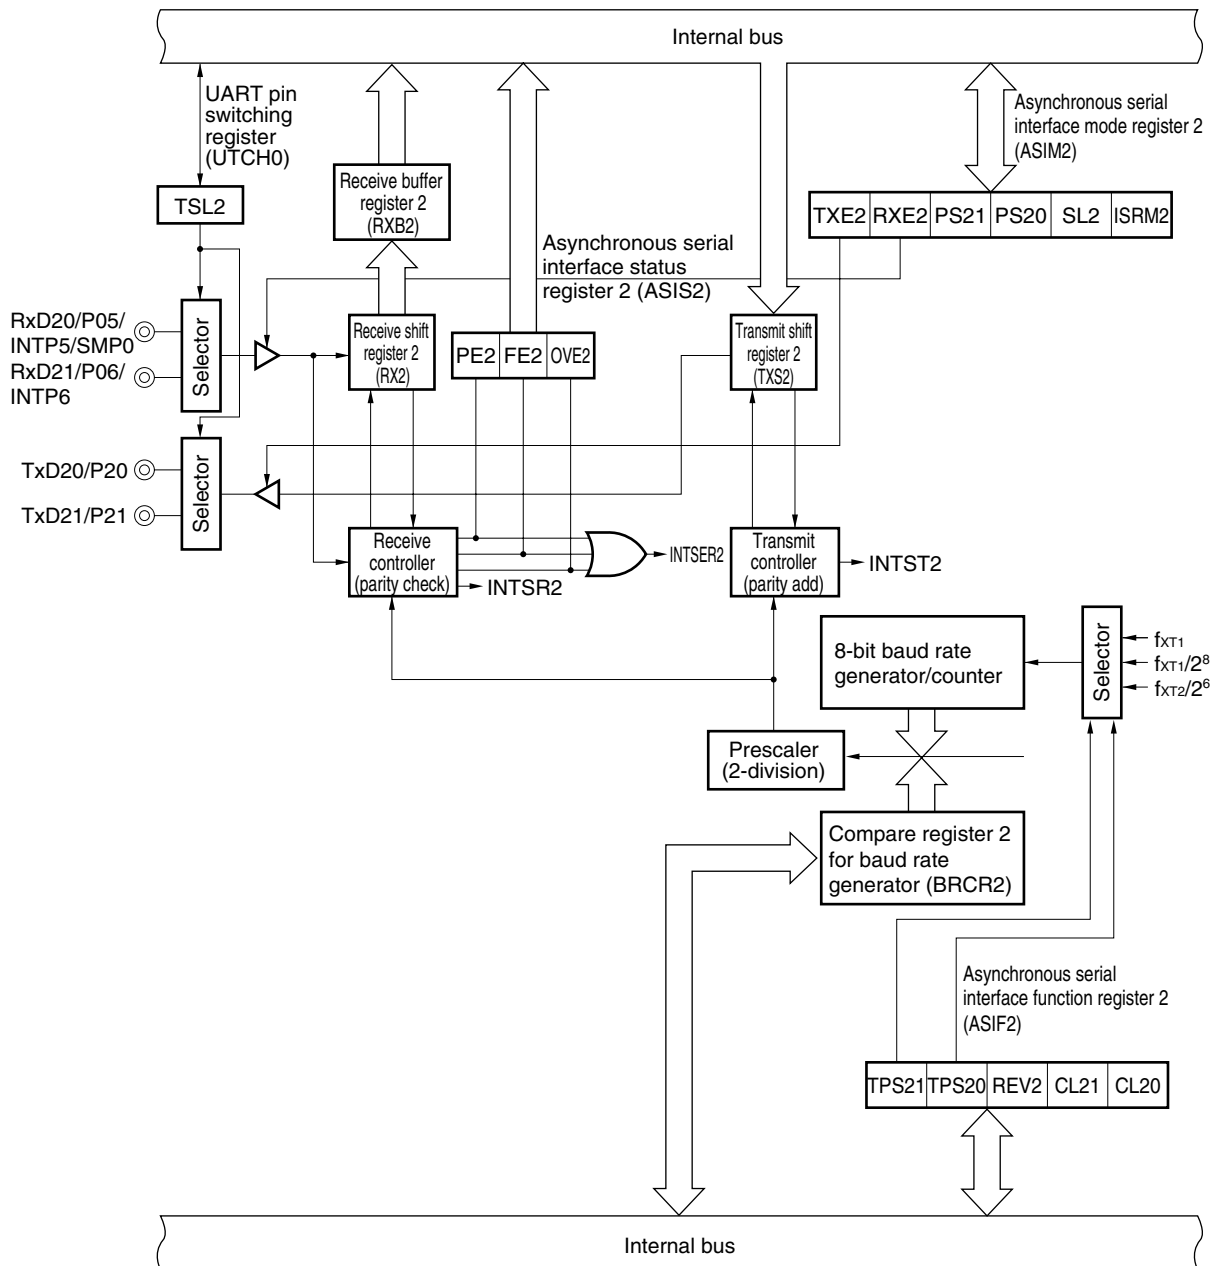 Internal bus
UART pin
switching
register
(UTCH0)
Asynchronous serial
interface mode register 2
(ASIM2)
Receive buffer
register 2
(RXB2)
TSL2
TXE2 RXE2 PS21 PS20 SL2 ISRM2
Asynchronous serial
interface status
register 2 (ASIS2)
RxD20/P05/
INTP5/SMP0
RxD21/P06/
INTP6
Selector
Receive shift
register 2
(RX2)
PE2 FE2 OVE2
Transmit shift
register 2
(TXS2)
TxD20/P20
TxD21/P21
Selector
Receive
controller
(parity check)
INTSER2
INTSR2
Transmit
controller
(parity add)
INTST2
8-bit baud rate
generator/counter
Selector
fXT1
fXT1/2⁸
fXT2/2⁶
Prescaler
(2-division)
Compare register 2
for baud rate
generator (BRCR2)
Asynchronous serial
interface function register 2
(ASIF2)
TPS21 TPS20 REV2 CL21 CL20
Internal bus